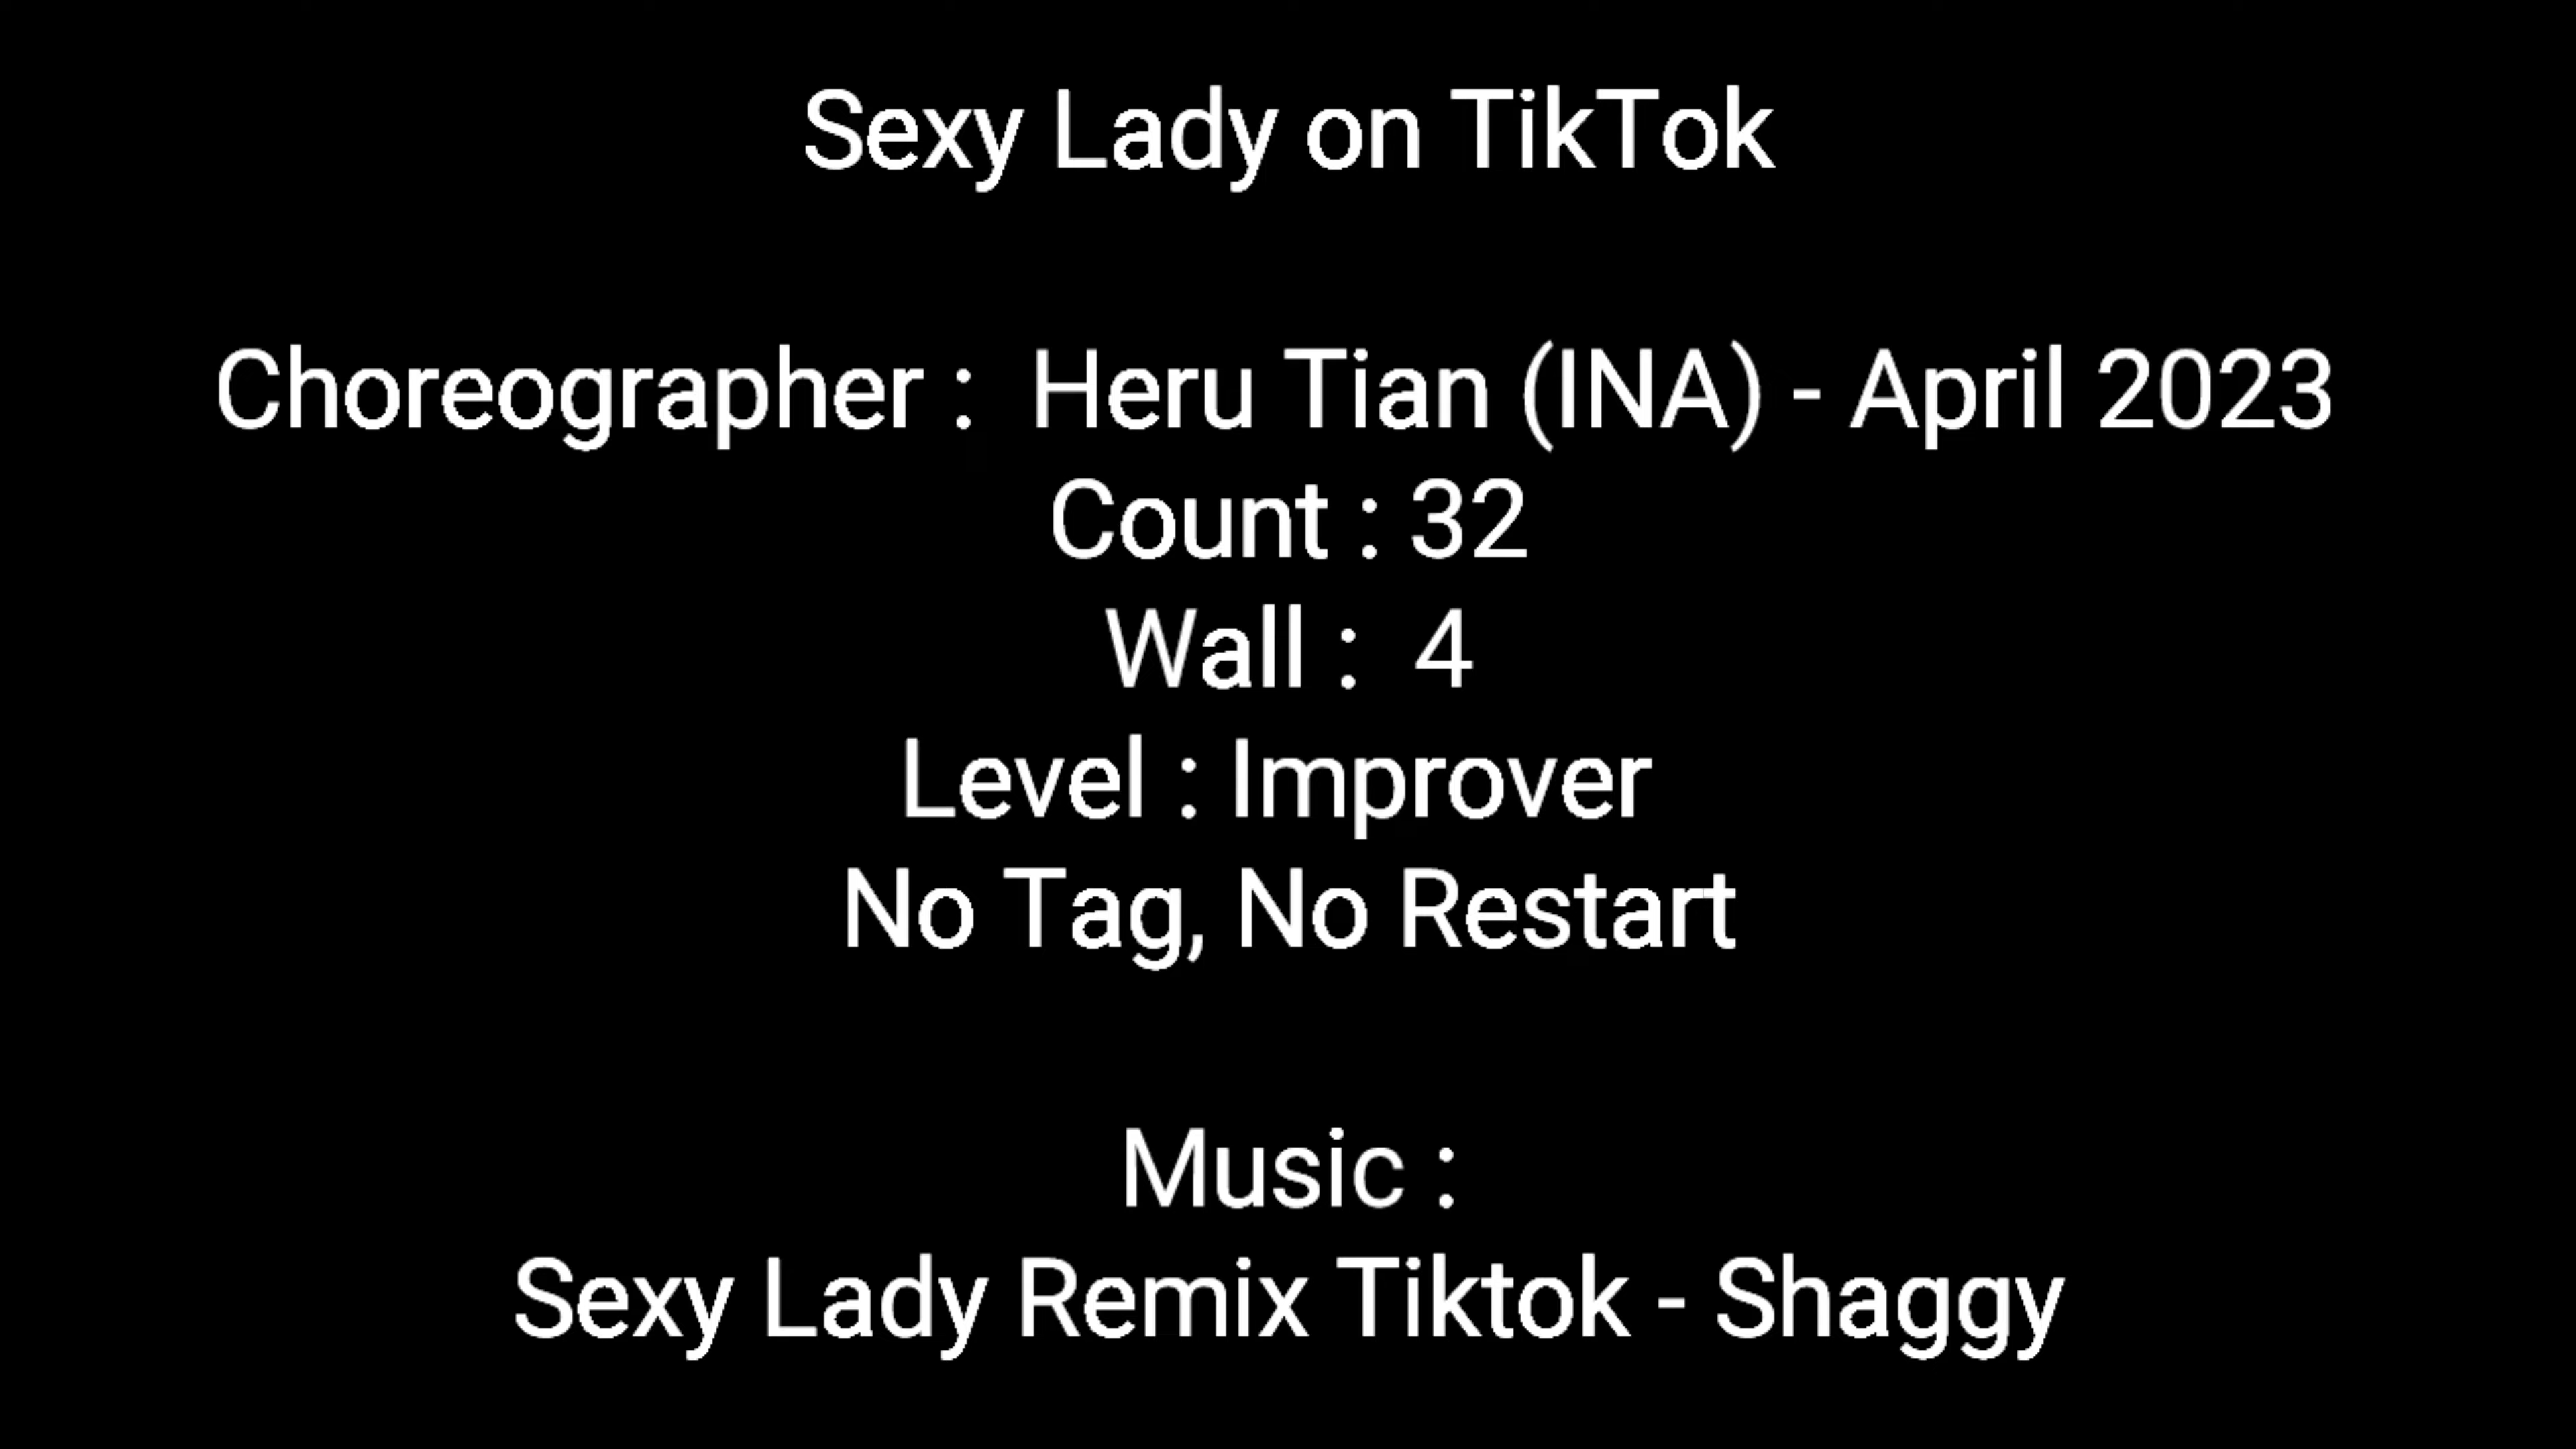 Sexy Lady on TikTok
Choreographer :  Heru Tian (INA) - April 2023
Count : 32
Wall :  4
Level : Improver
No Tag, No Restart
Music :
Sexy Lady Remix Tiktok - Shaggy